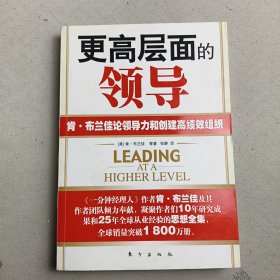 更高层面的
领导
肯·布兰佳论领导力和创建高绩效组织
[美]肯·布兰佳 等著 张静 译
LEADING
AT A
HIGHER LEVEL
《一分钟经理人》作者肯·布兰佳及其
作者团队倾力奉献，凝聚作者们10年研究成
果和25年全球从业经验的思想全集，
全球销量突破1 800万册。
东方出版社